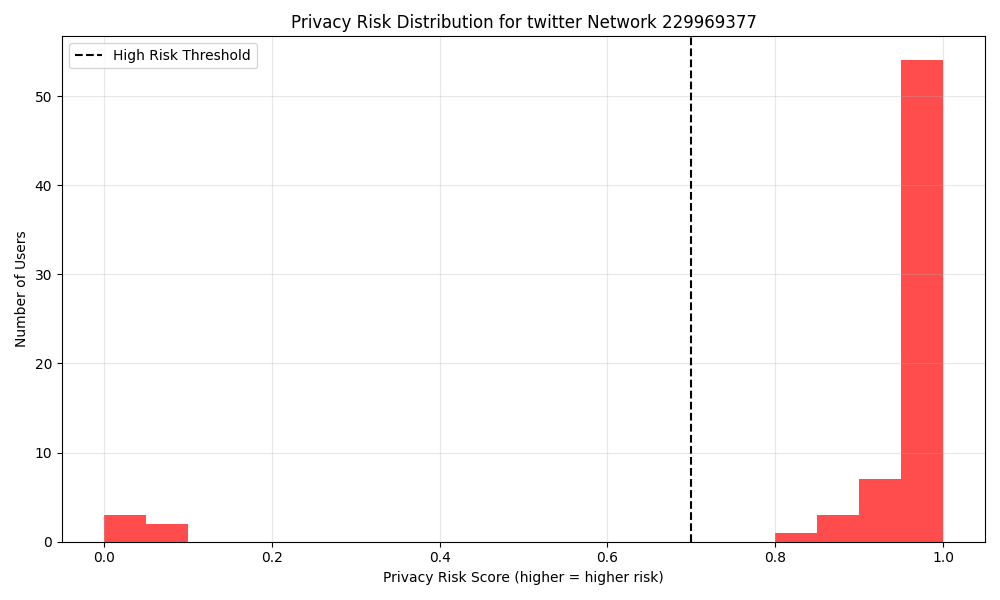 Privacy Risk Distribution for twitter Network 229969377
High Risk Threshold
Number of Users
50
40
30
20
10
0
0.0 0.2 0.4 0.6 0.8 1.0
Privacy Risk Score (higher = higher risk)